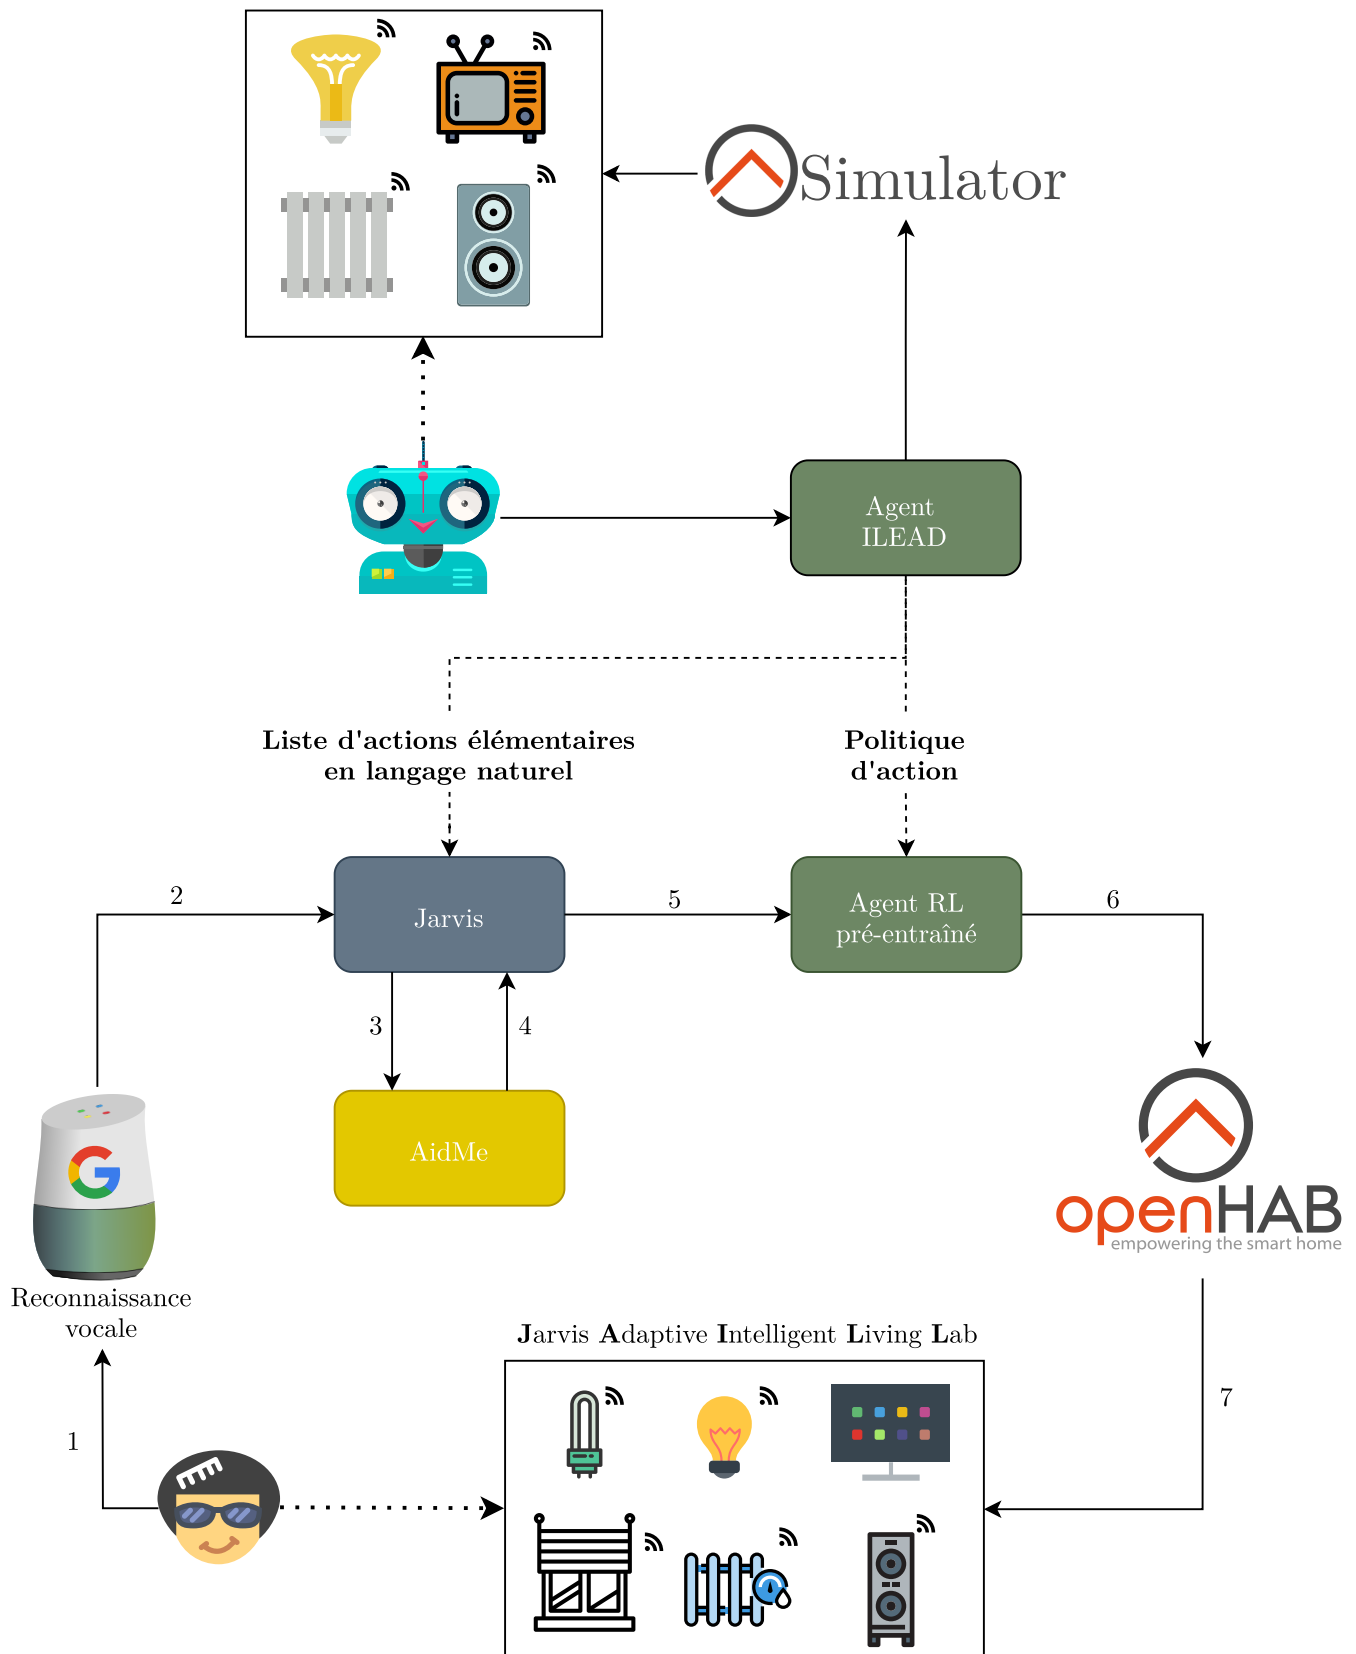 Simulator
Agent
ILEAD
Liste d'actions élémentaires
en langage naturel
Politique
d'action
2
Jarvis
5
Agent RL
pré-entraîné
6
3
4
AidMe
openHAB
empowering the smart home
Reconnaissance
vocale
Jarvis Adaptive Intelligent Living Lab
1
7